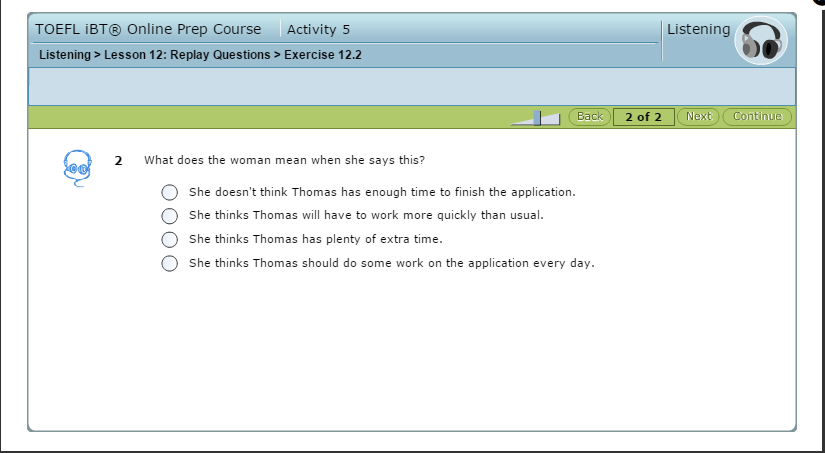 TOEFL iBT® Online Prep Course Activity 5 Listening
Listening > Lesson 12: Replay Questions > Exercise 12.2
Back 2 of 2 Next Continue
2 What does the woman mean when she says this?
She doesn't think Thomas has enough time to finish the application.
She thinks Thomas will have to work more quickly than usual.
She thinks Thomas has plenty of extra time.
She thinks Thomas should do some work on the application every day.